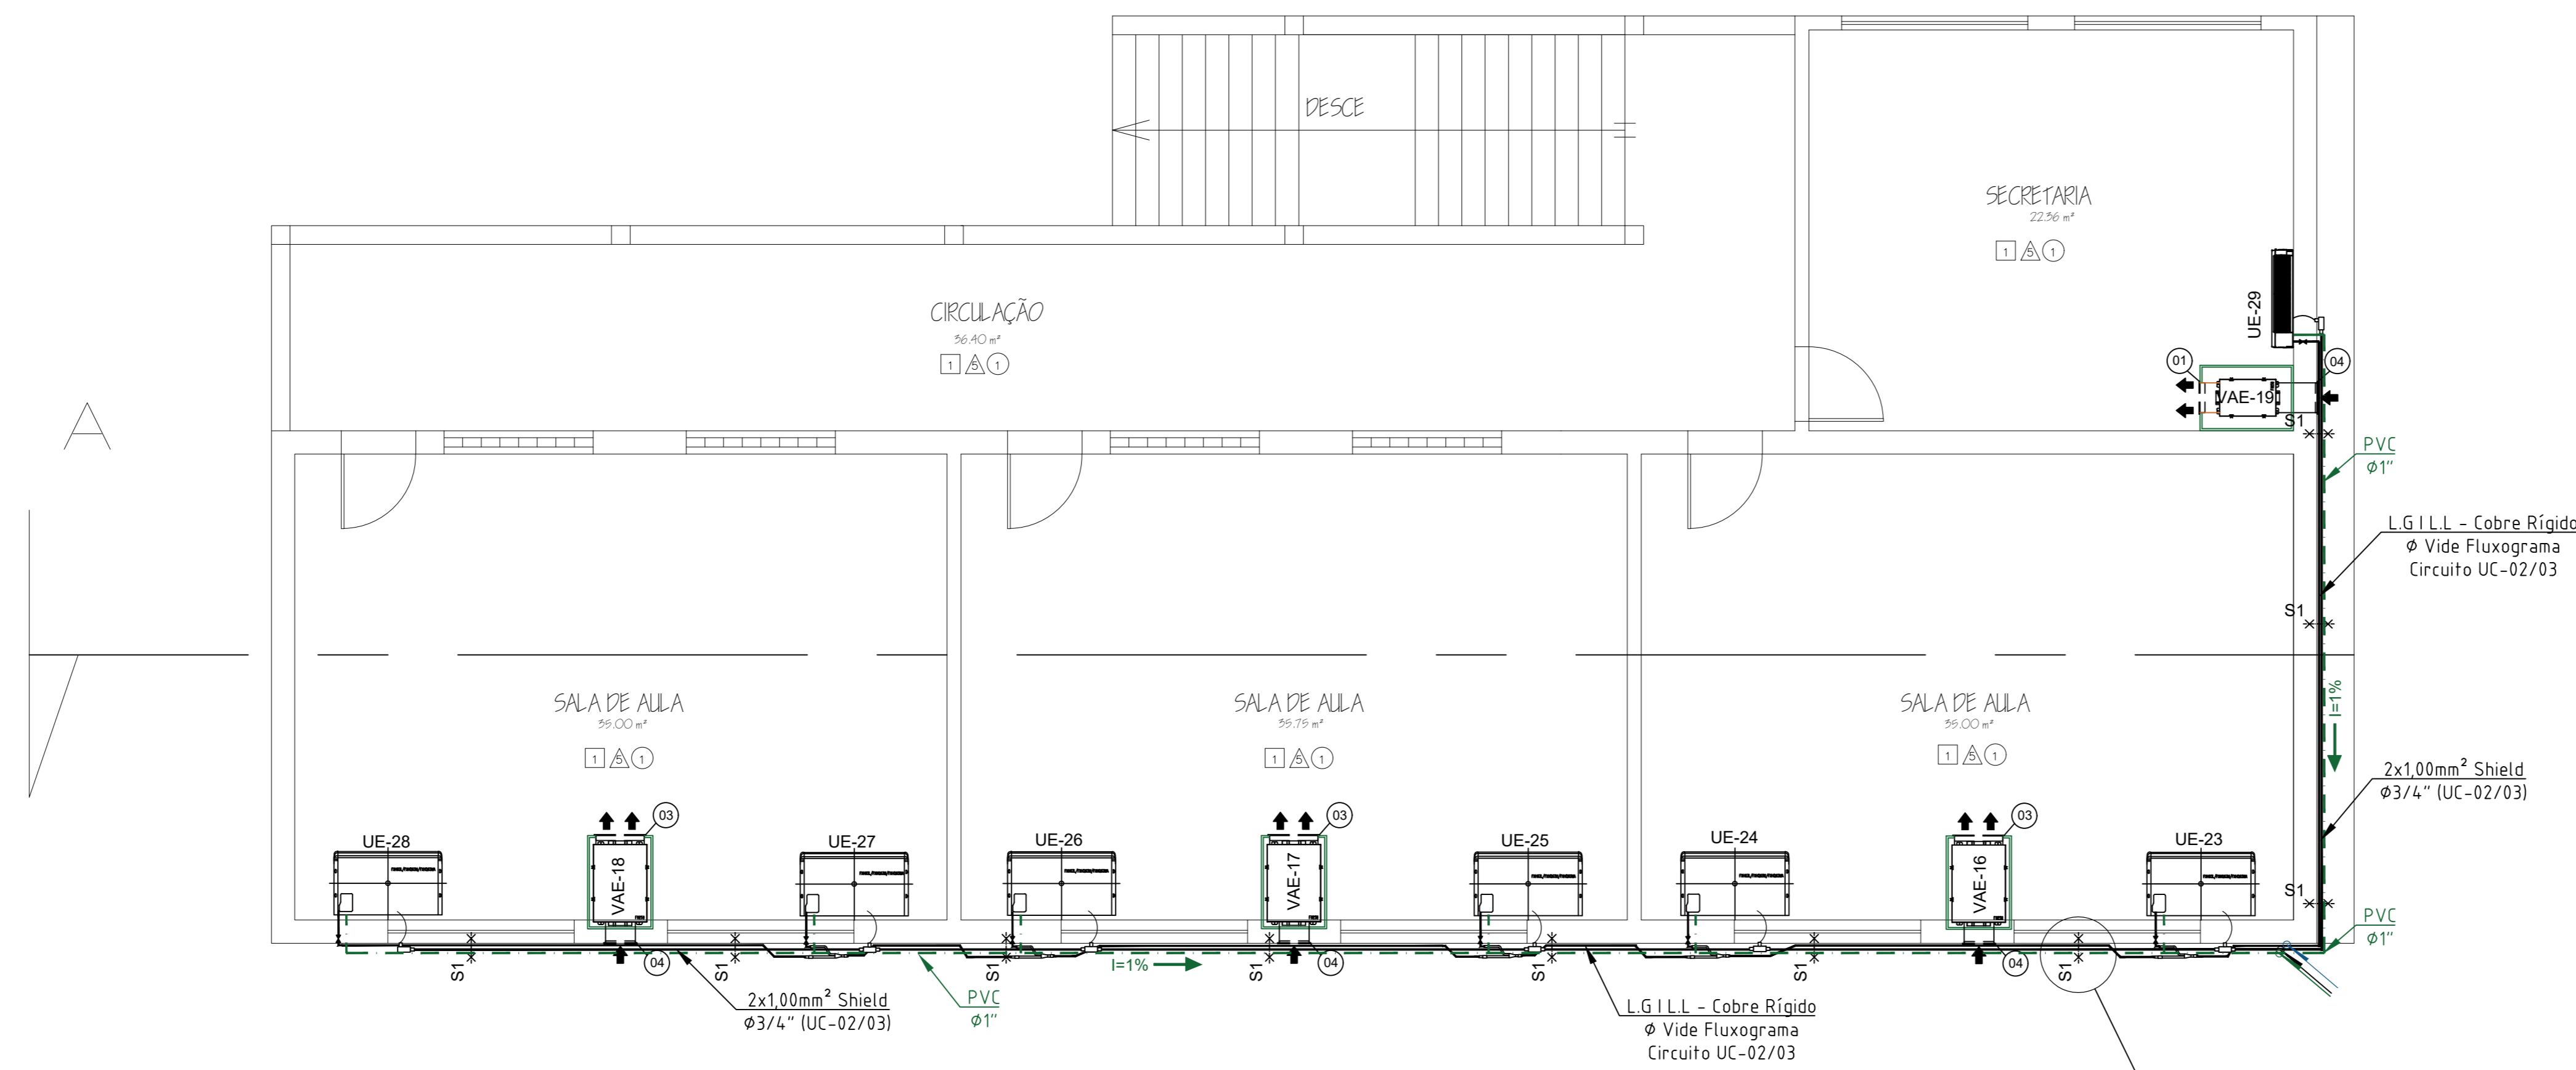 DESCE
SECRETARIA
22.36 m²
1 5 1
CIRCULAÇÃO
36.40 m²
1 5 1
UE-29
01
04
VAE-19
S1
PVC
Ø1"
A
L.G I L.L - Cobre Rígido
Ø Vide Fluxograma
Circuito UC-02/03
S1
I=1%
SALA DE AULA
35.00 m²
1 5 1
SALA DE AULA
35.75 m²
1 5 1
SALA DE AULA
35.00 m²
1 5 1
2x1,00mm² Shield
Ø3/4" (UC-02/03)
UE-28
VAE-18
03
UE-27
UE-26
VAE-17
03
UE-25
UE-24
VAE-16
03
UE-23
S1
PVC
Ø1"
S1
04
S1
S1
I=1%
S1
04
S1
S1
04
S1
2x1,00mm² Shield
Ø3/4" (UC-02/03)
PVC
Ø1"
L.G I L.L - Cobre Rígido
Ø Vide Fluxograma
Circuito UC-02/03